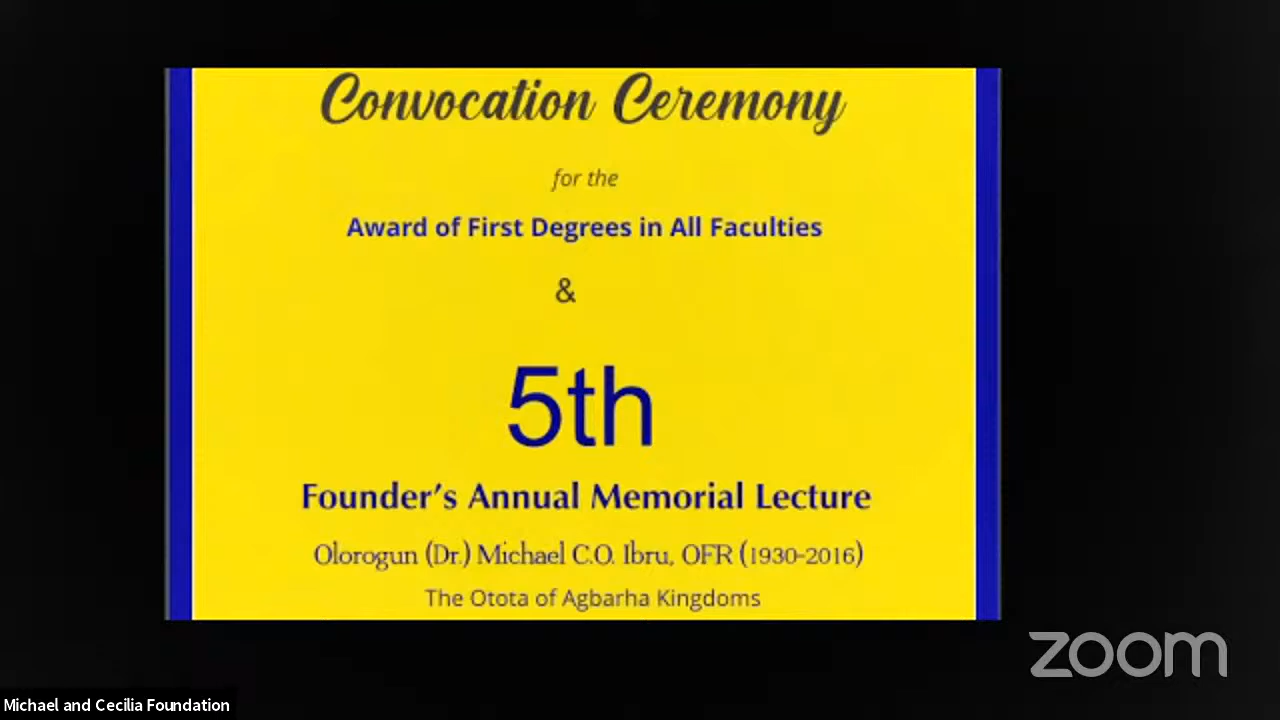 Convocation Ceremony
for the
Award of First Degrees in All Faculties
&
5th
Founder's Annual Memorial Lecture
Olorogun (Dr.) Michael C.O. Ibru, OFR (1930-2016)
The Otota of Agbarha Kingdoms
zoom
Michael and Cecilia Foundation